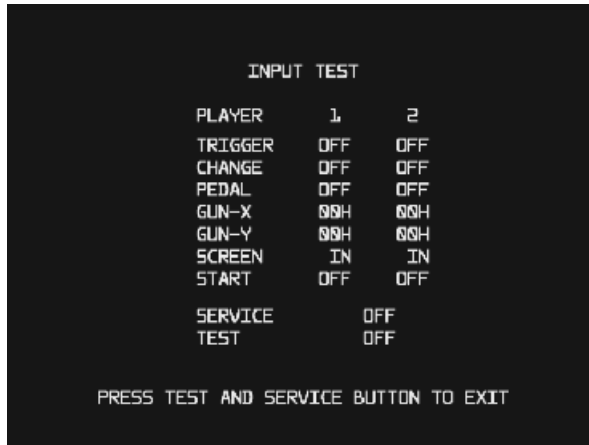 INPUT TEST
PLAYER 1 2
TRIGGER OFF OFF
CHANGE OFF OFF
PEDAL OFF OFF
GUN-X 00H 00H
GUN-Y 00H 00H
SCREEN IN IN
START OFF OFF
SERVICE OFF
TEST OFF
PRESS TEST AND SERVICE BUTTON TO EXIT